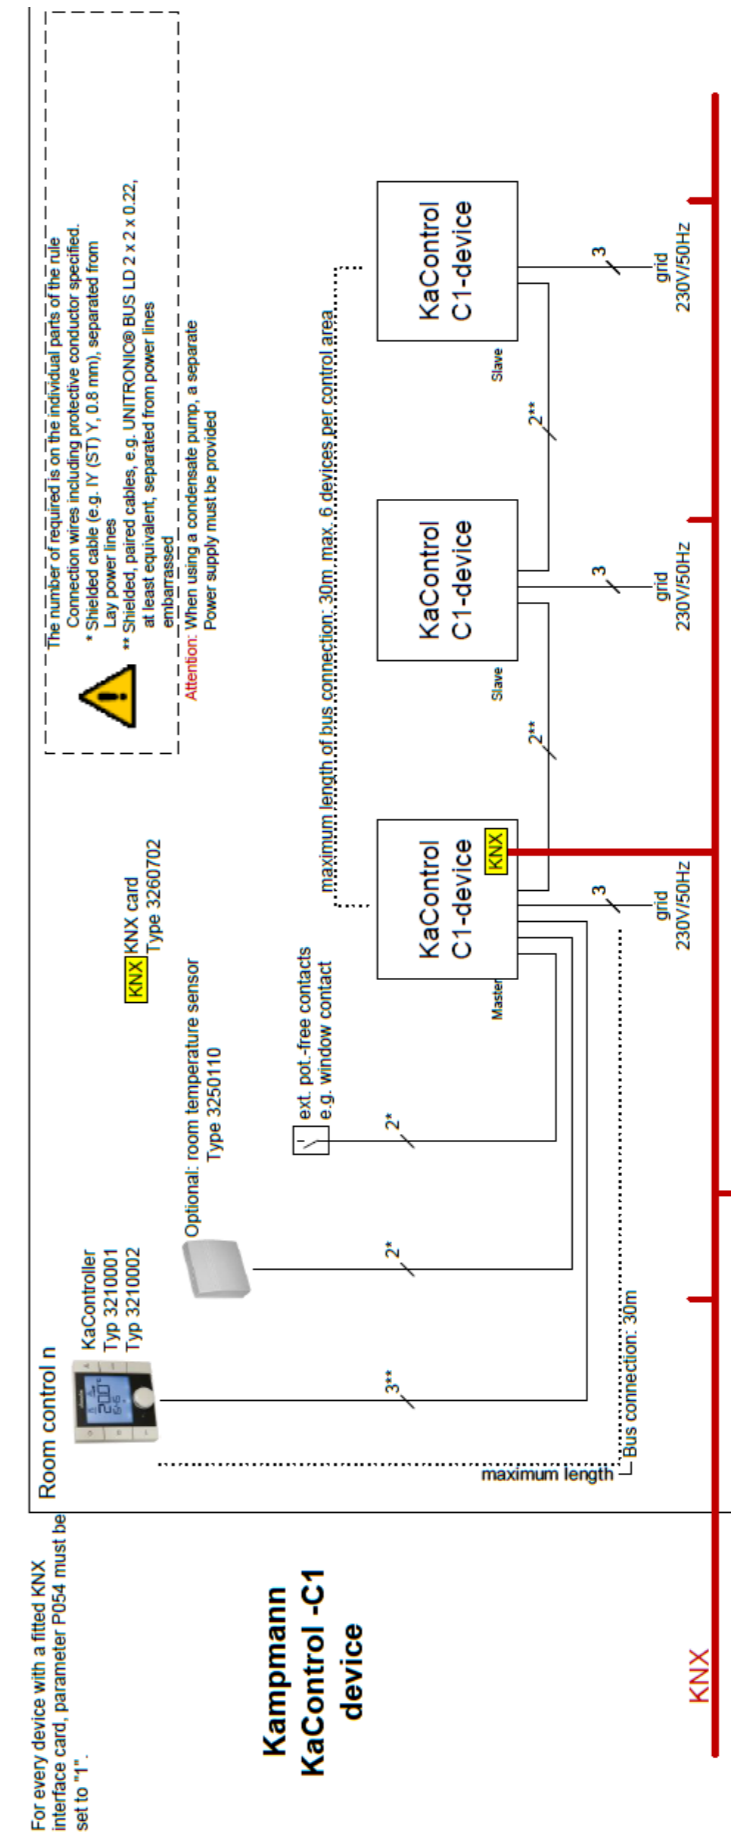 For every device with a fitted KNX
interface card, parameter P054 must be
set to "1".
Kampmann
KaControl -C1
device
KNX
Room control n
KaController
Typ 3210001
Typ 3210002
Optional: room temperature sensor
Type 3250110
KNX KNX card
Type 3260702
The number of required is on the individual parts of the rule
Connection wires including protective conductor specified.
* Shielded cable (e.g. IY (ST) Y, 0.8 mm), separated from
Lay power lines
** Shielded, paired cables, e.g. UNITRONIC® BUS LD 2 x 2 x 0.22,
at least equivalent, separated from power lines
embarrassed
Attention: When using a condensate pump, a separate
Power supply must be provided
ext. pot.-free contacts
e.g. window contact
maximum length of bus connection: 30m max. 6 devices per control area
KaControl
C1-device
KNX
Master
KaControl
C1-device
Slave
KaControl
C1-device
Slave
3**
2*
2*
2**
2**
3
grid
230V/50Hz
3
grid
230V/50Hz
3
grid
230V/50Hz
maximum length
Bus connection: 30m